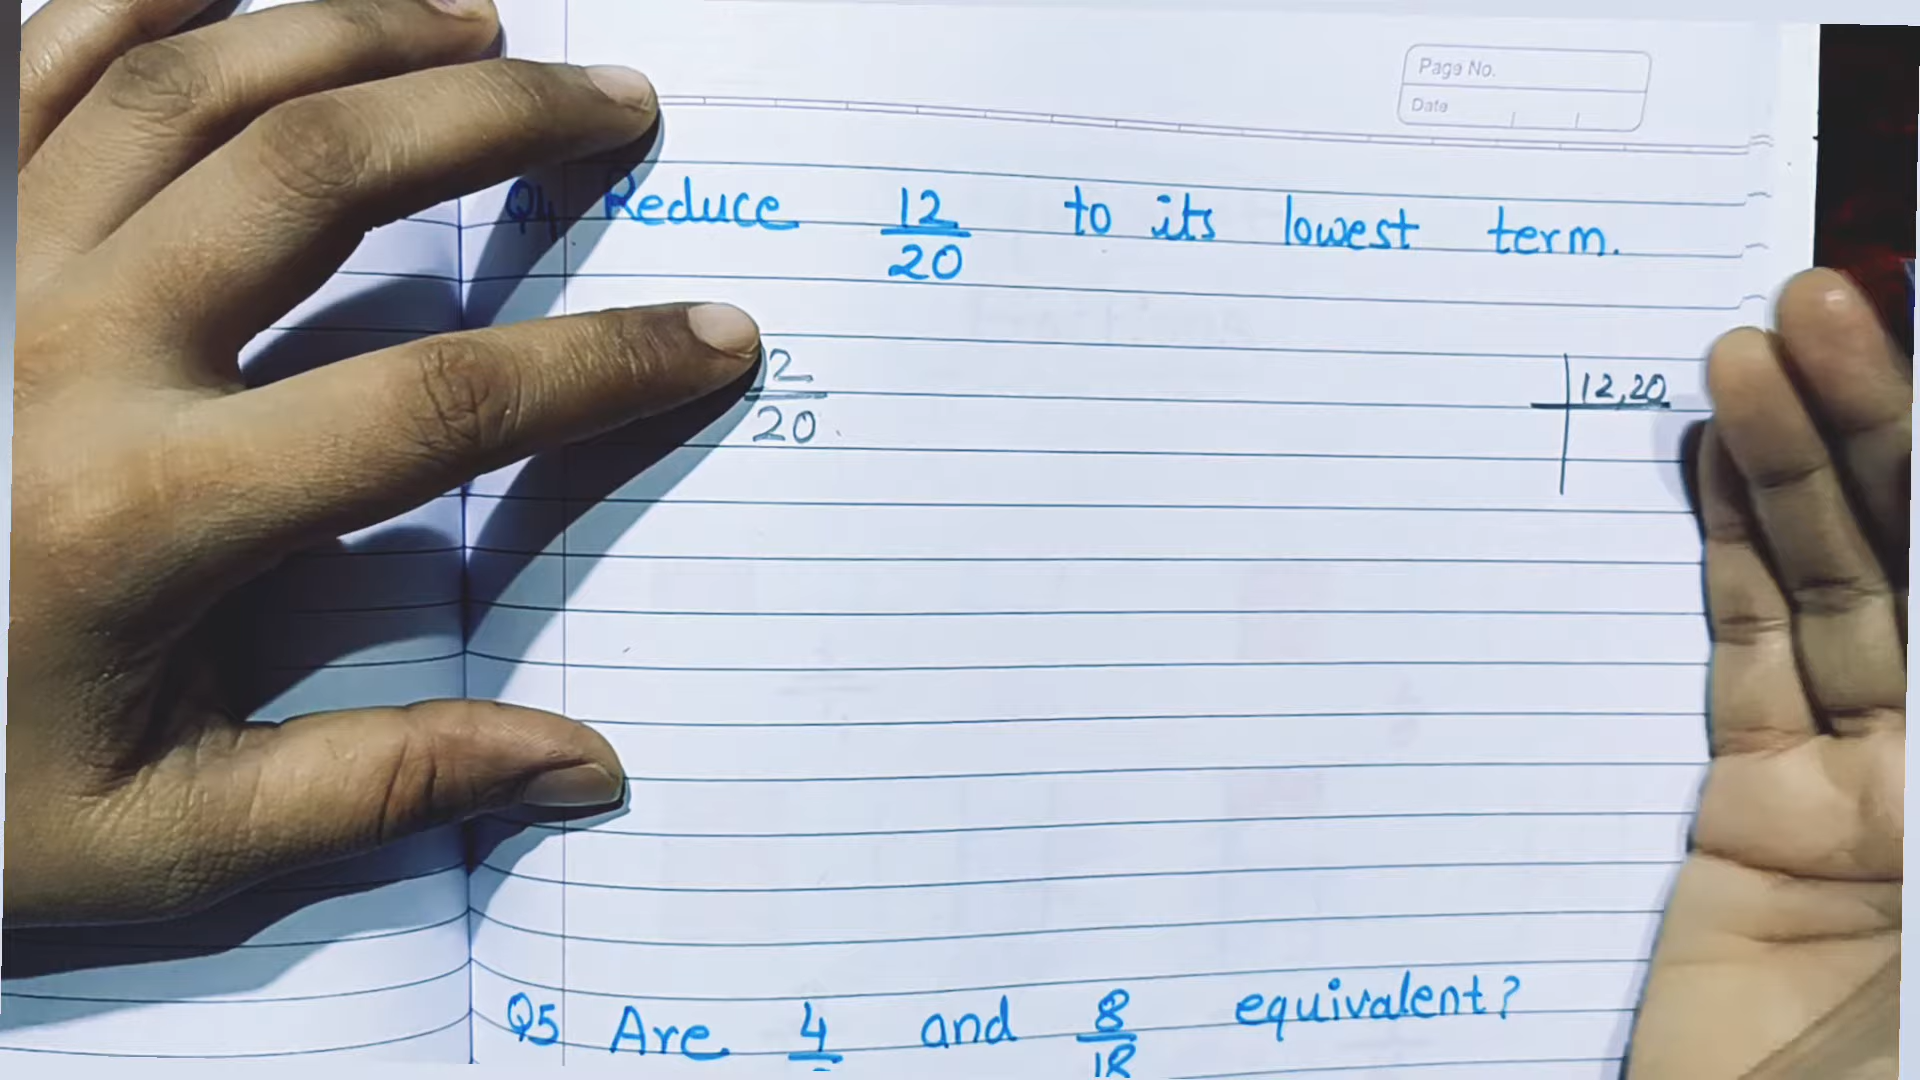 Page No.
Date
Q4 Reduce 12/20 to its lowest term.
2/20
12,20
Q5 Are 4 and 8/18 equivalent?